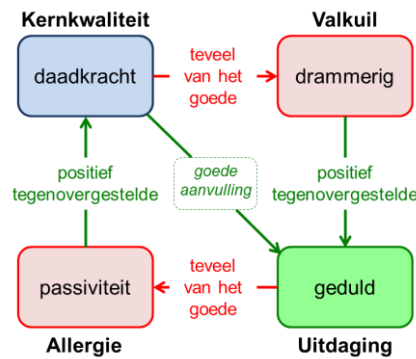 Kernkwaliteit
Valkuil
daadkracht
teveel
van het
goede
drammerig
positief
tegenovergestelde
goede
aanvulling
positief
tegenovergestelde
passiviteit
teveel
van het
goede
geduld
Allergie
Uitdaging